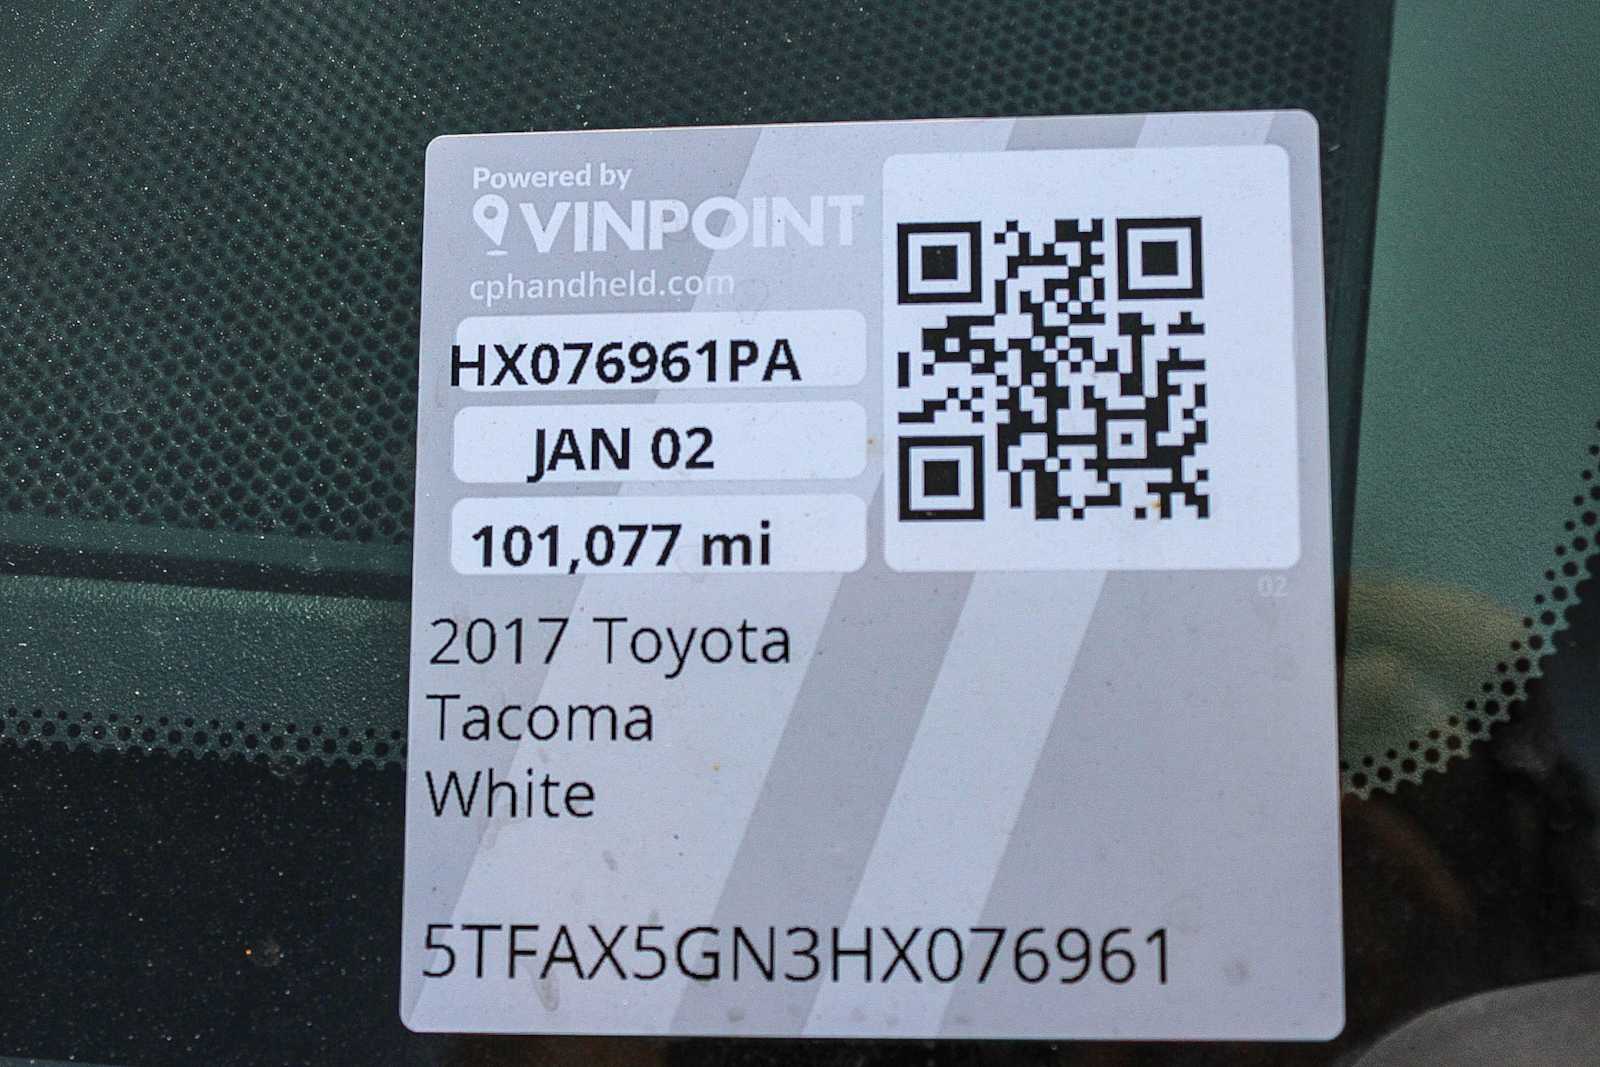 Powered by
VINPOINT
cphandheld.com
HX076961PA
JAN 02
101,077 mi
02
2017 Toyota
Tacoma
White
5TFAX5GN3HX076961